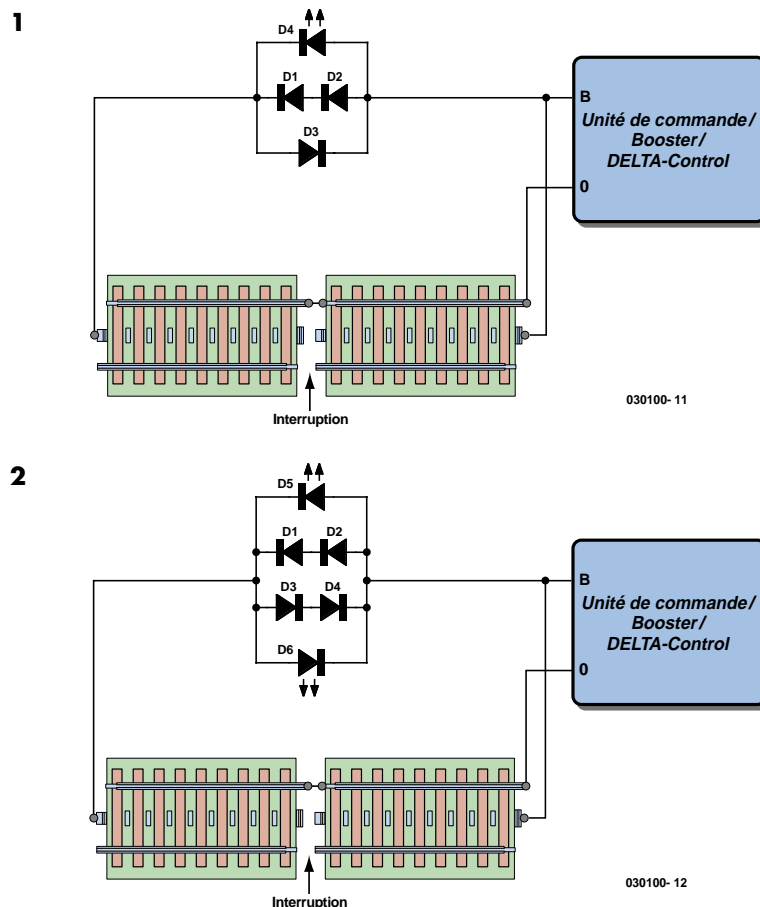 1
D4
D1 D2
D3
B
Unité de commande/
Booster/
DELTA-Control
0
Interruption
030100- 11
2
D5
D1 D2
D3 D4
D6
B
Unité de commande/
Booster/
DELTA-Control
0
Interruption
030100- 12